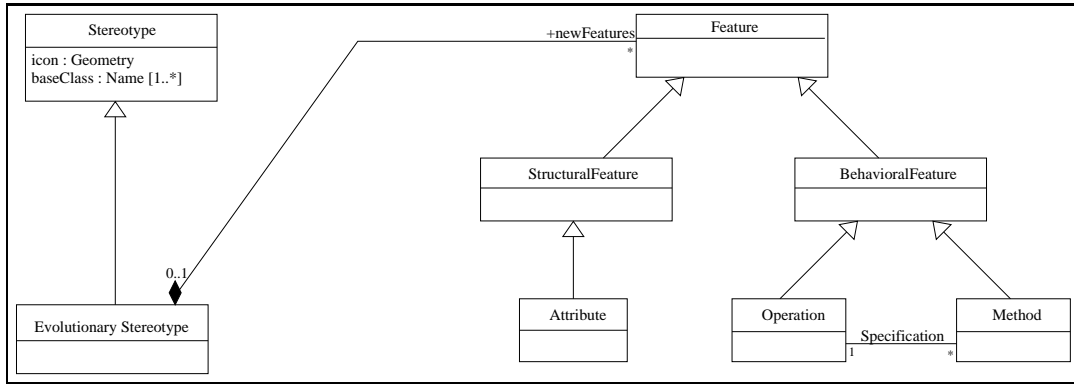 Stereotype
icon : Geometry
baseClass : Name [1..*]
+newFeatures
*
Feature
StructuralFeature
BehavioralFeature
0..1
Evolutionary Stereotype
Attribute
Operation
Specification
1
*
Method